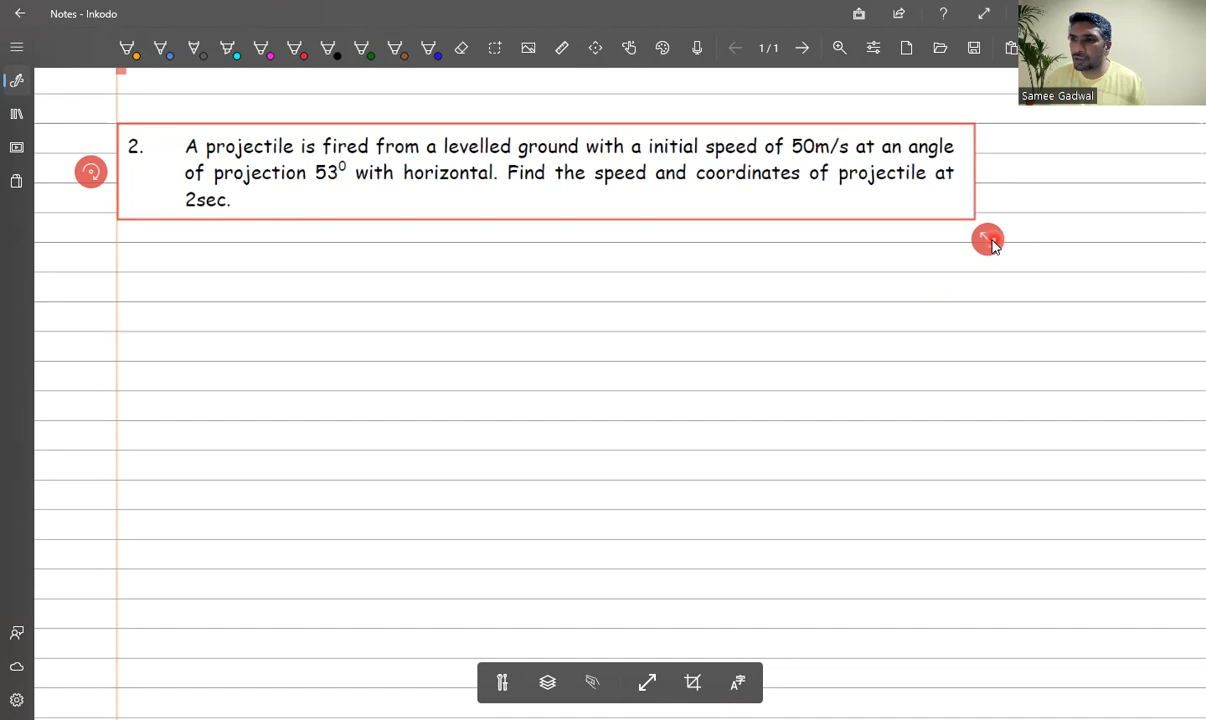 Notes - Inkodo
1 / 1
Samee Gadwal
2. A projectile is fired from a levelled ground with a initial speed of 50m/s at an angle
of projection 53⁰ with horizontal. Find the speed and coordinates of projectile at
2sec.